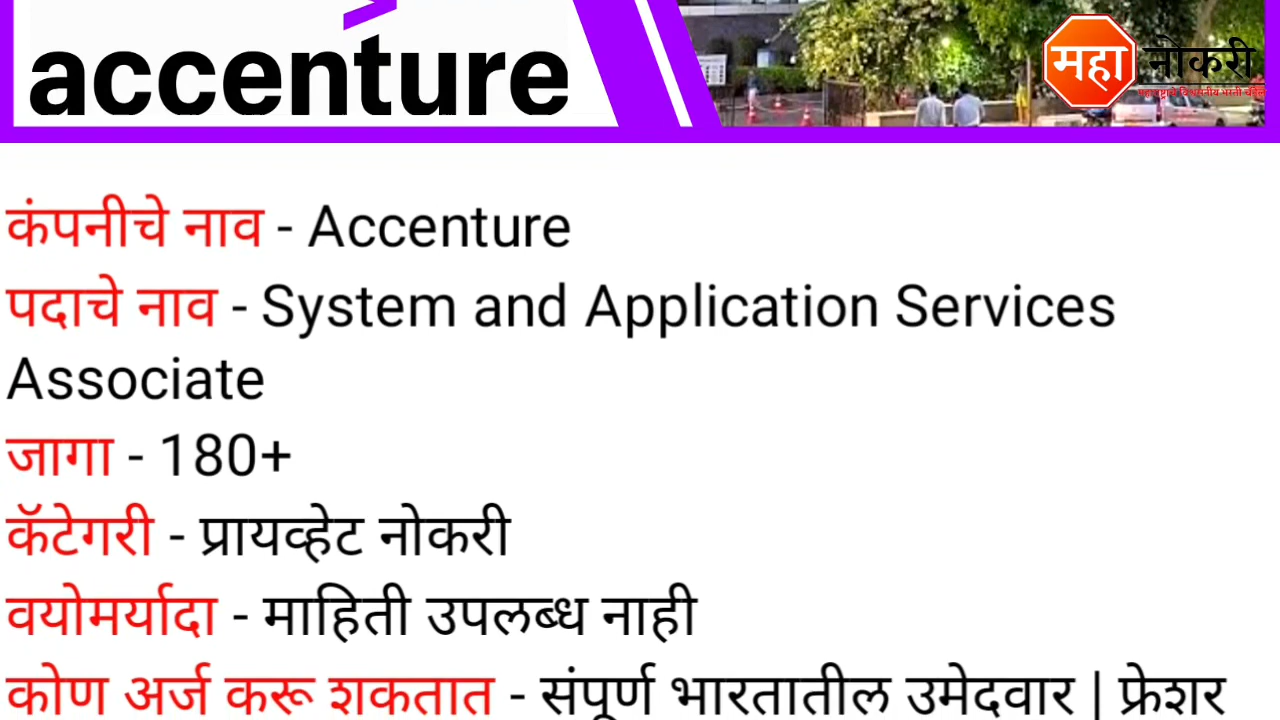 accenture
महा नोकरी
कंपनीचे नाव - Accenture
पदाचे नाव - System and Application Services
Associate
जागा - 180+
कॅटेगरी - प्रायव्हेट नोकरी
वयोमर्यादा - माहिती उपलब्ध नाही
कोण अर्ज करू शकतात - संपूर्ण भारतातील उमेदवार | फ्रेशर